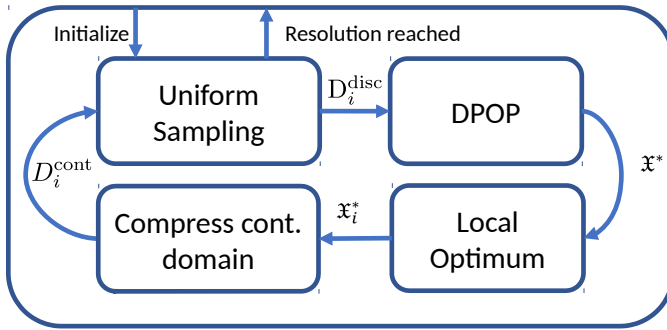 Initialize
Resolution reached
Uniform
Sampling
D_i^disc
DPOP
D_i^cont
𝔛*
Compress cont.
domain
𝔛_i^*
Local
Optimum